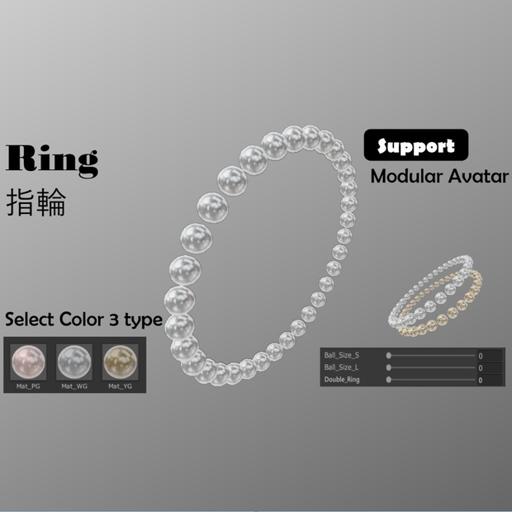 Ring
指輪
Support
Modular Avatar
Select Color 3 type
Mat_PG
Mat_WG
Mat_YG
Ball_Size_S 0
Ball_Size_L 0
Double_Ring 0